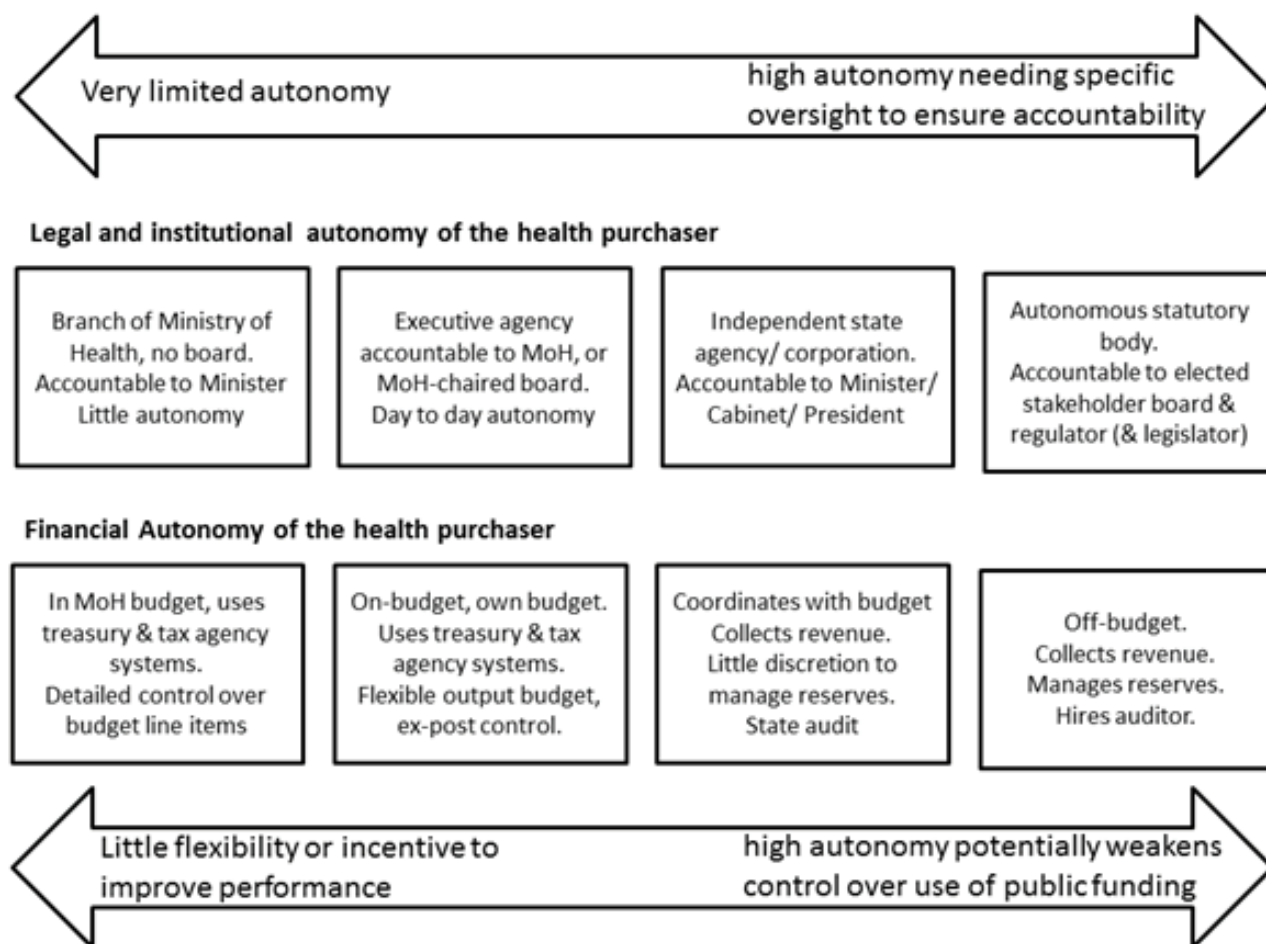 Very limited autonomy
high autonomy needing specific
oversight to ensure accountability
Legal and institutional autonomy of the health purchaser
Branch of Ministry of
Health, no board.
Accountable to Minister
Little autonomy
Executive agency
accountable to MoH, or
MoH-chaired board.
Day to day autonomy
Independent state
agency/ corporation.
Accountable to Minister/
Cabinet/ President
Autonomous statutory
body.
Accountable to elected
stakeholder board &
regulator (& legislator)
Financial Autonomy of the health purchaser
In MoH budget, uses
treasury & tax agency
systems.
Detailed control over
budget line items
On-budget, own budget.
Uses treasury & tax
agency systems.
Flexible output budget,
ex-post control.
Coordinates with budget
Collects revenue.
Little discretion to
manage reserves.
State audit
Off-budget.
Collects revenue.
Manages reserves.
Hires auditor.
Little flexibility or incentive to
improve performance
high autonomy potentially weakens
control over use of public funding